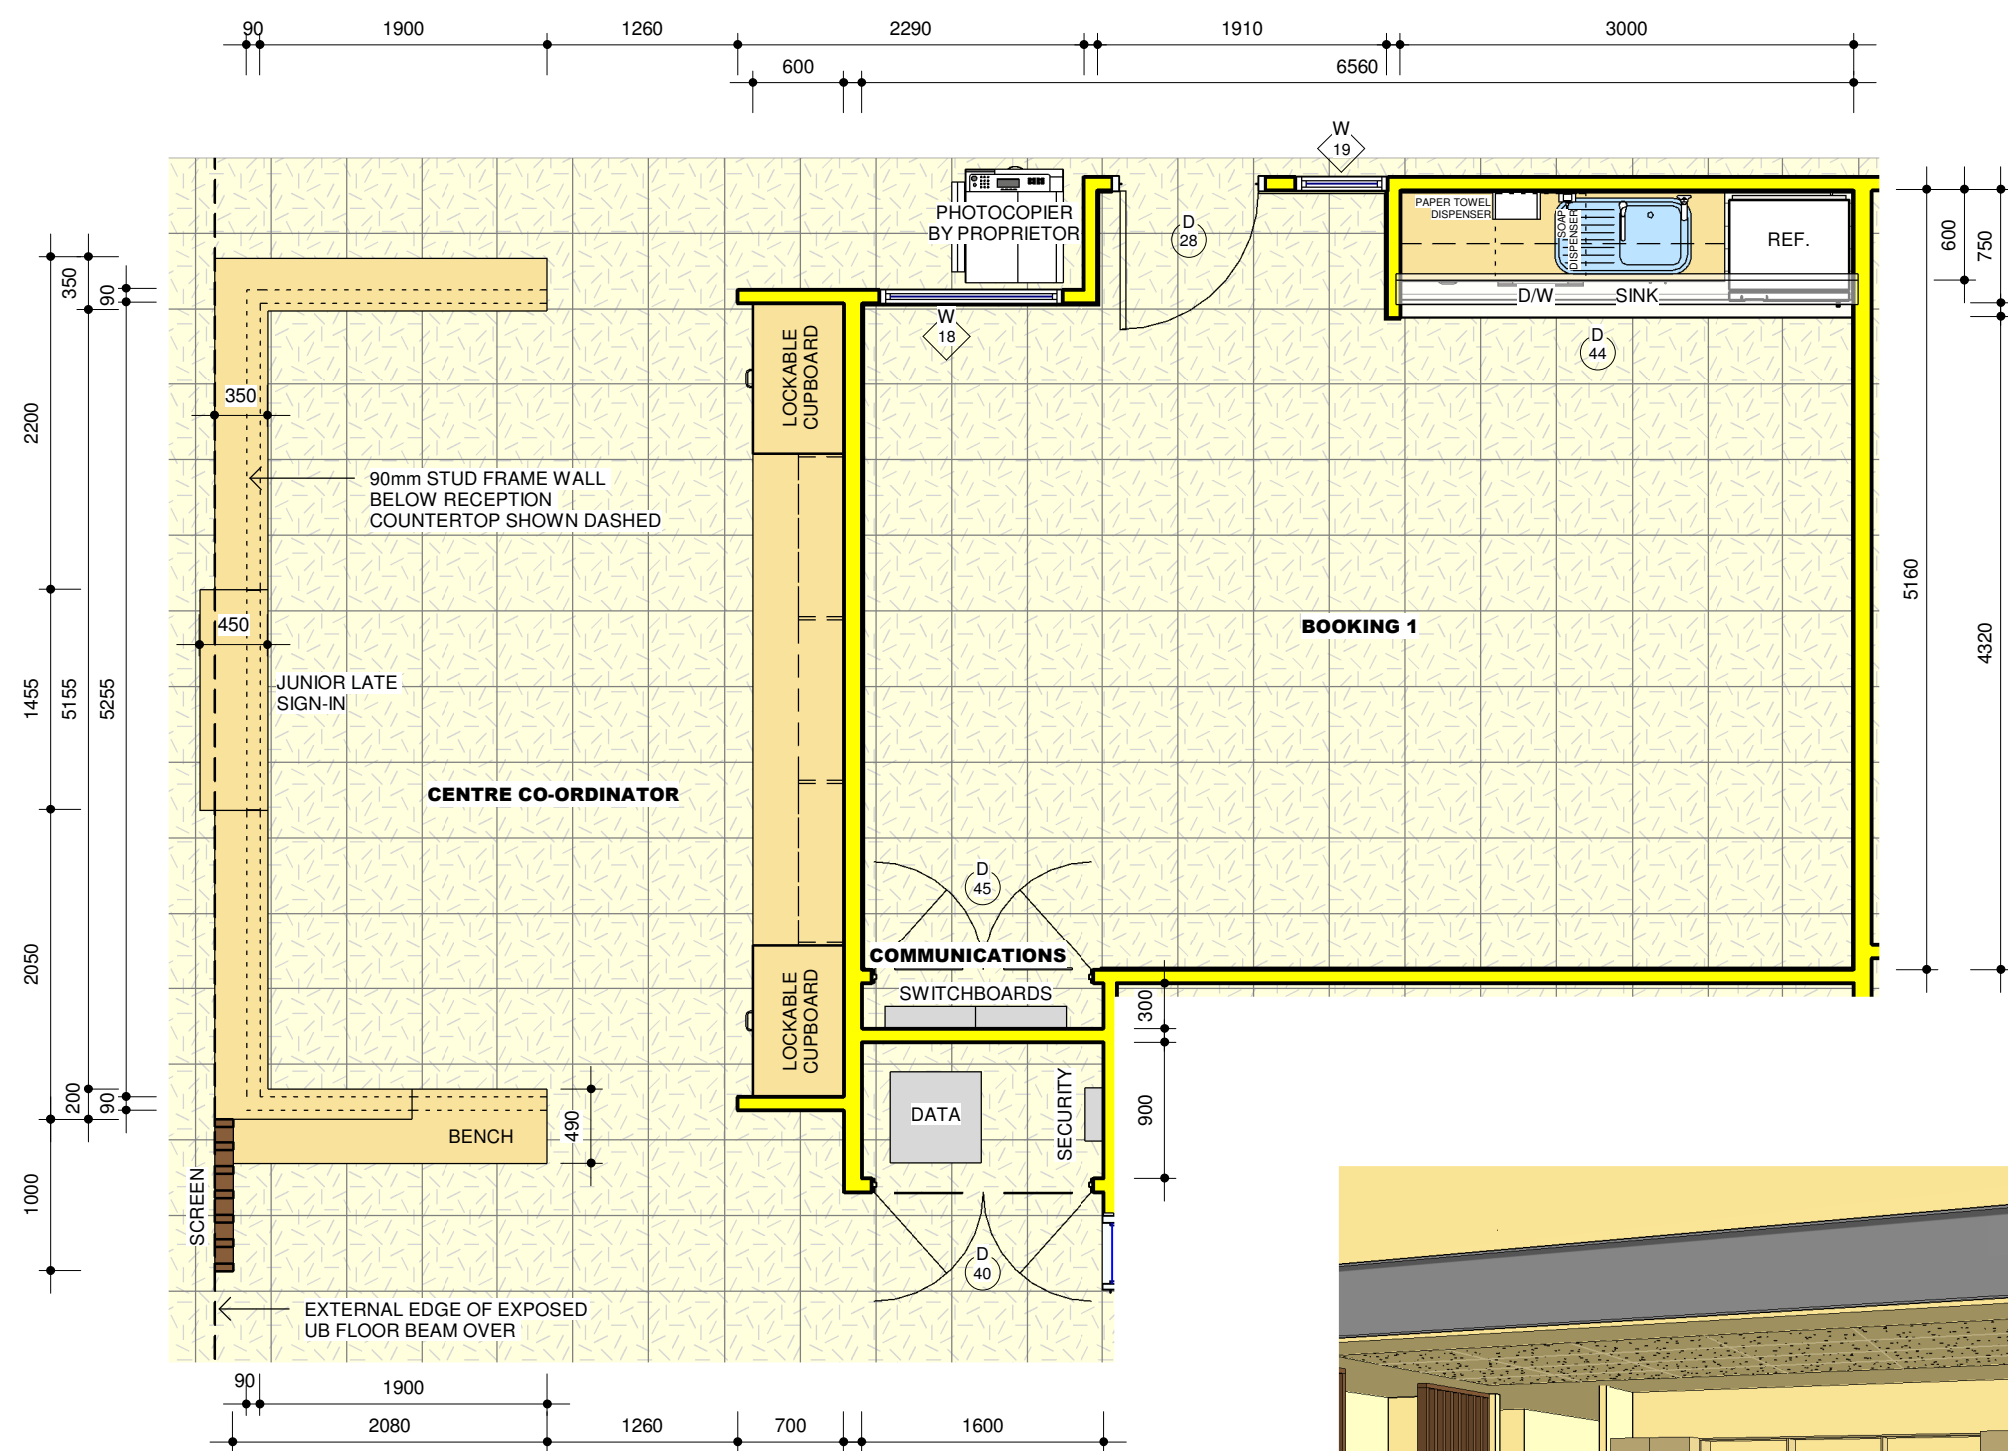 90 1900 1260 2290 1910 3000
600 6560
W
19
PHOTOCOPIER
BY PROPRIETOR
D
28
PAPER TOWEL
DISPENSER
SOAP
DISPENSER
REF.
D/W SINK
W
18
D
44
600
750
350
90
LOCKABLE
CUPBOARD
350
2200
90mm STUD FRAME WALL
BELOW RECEPTION
COUNTERTOP SHOWN DASHED
5160
4320
450
BOOKING 1
JUNIOR LATE
SIGN-IN
1455
5155
5255
CENTRE CO-ORDINATOR
D
45
COMMUNICATIONS
SWITCHBOARDS
2050
LOCKABLE
CUPBOARD
300
200
90
490
DATA
SECURITY
900
BENCH
1000
SCREEN
D
40
EXTERNAL EDGE OF EXPOSED
UB FLOOR BEAM OVER
90 1900
2080 1260 700 1600